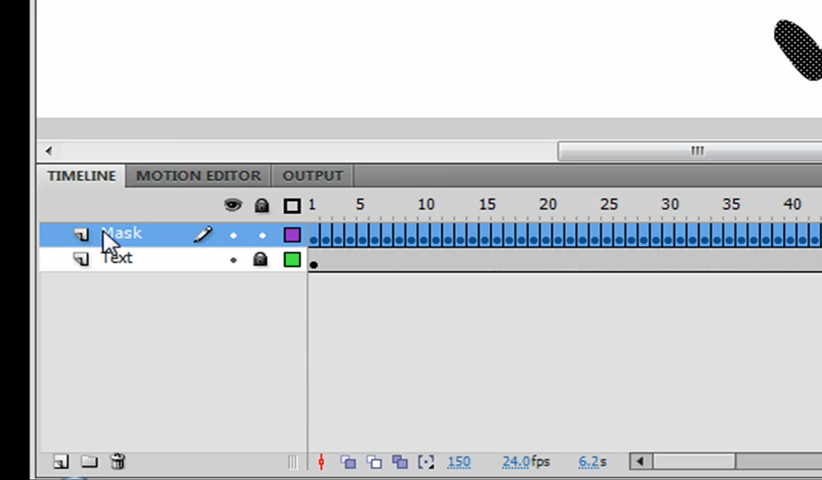 TIMELINE MOTION EDITOR OUTPUT
1 5 10 15 20 25 30 35 40
Mask
Text
150 24.0fps 6.2s